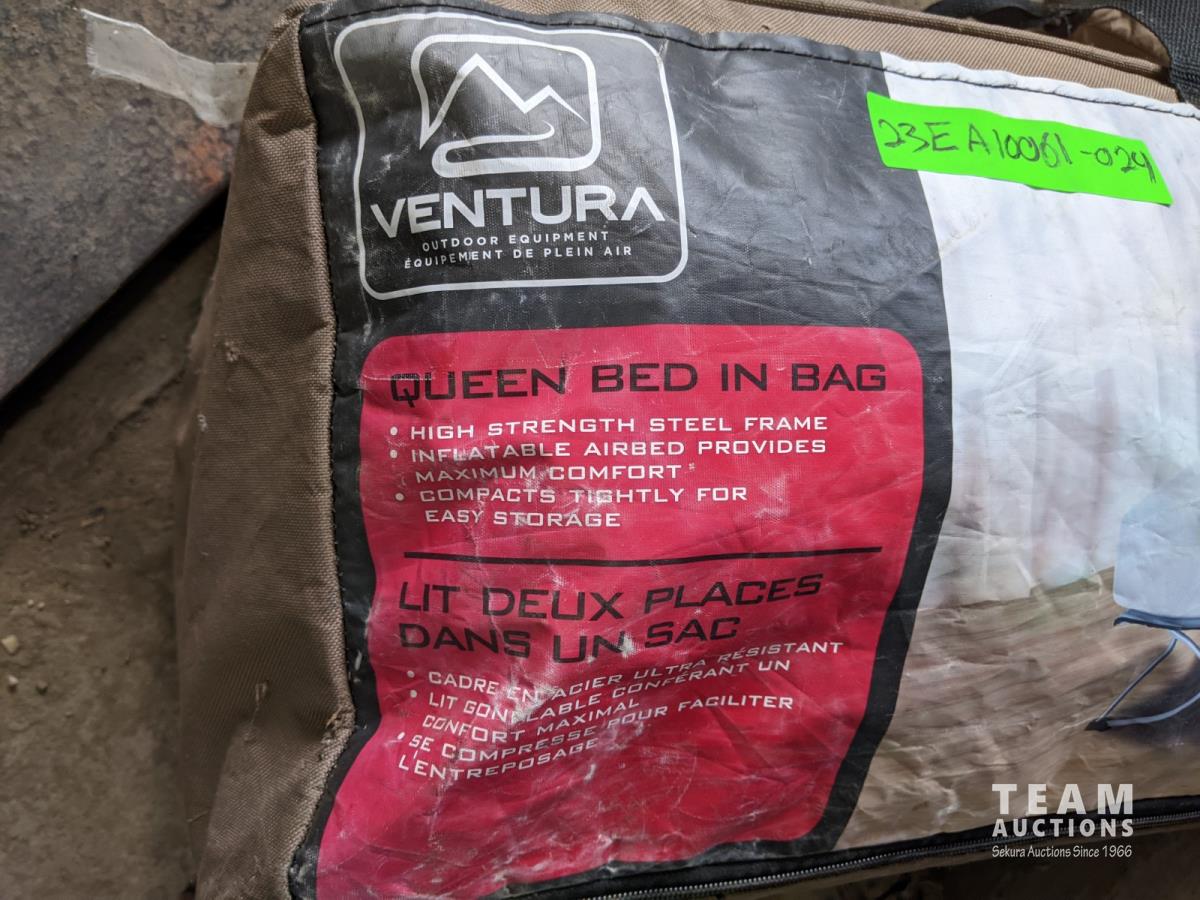 VENTURA
OUTDOOR EQUIPMENT
ÉQUIPEMENT DE PLEIN AIR
23EA10061-029
QUEEN BED IN BAG
• HIGH STRENGTH STEEL FRAME
• INFLATABLE AIRBED PROVIDES
MAXIMUM COMFORT
• COMPACTS TIGHTLY FOR
EASY STORAGE
LIT DEUX PLACES
DANS UN SAC
• CADRE EN ACIER ULTRA RÉSISTANT
• LIT GONFLABLE CONFÉRANT UN
CONFORT MAXIMAL
• SE COMPRESSE POUR FACILITER
L'ENTREPOSAGE
TEAM
AUCTIONS
Sekura Auctions Since 1966